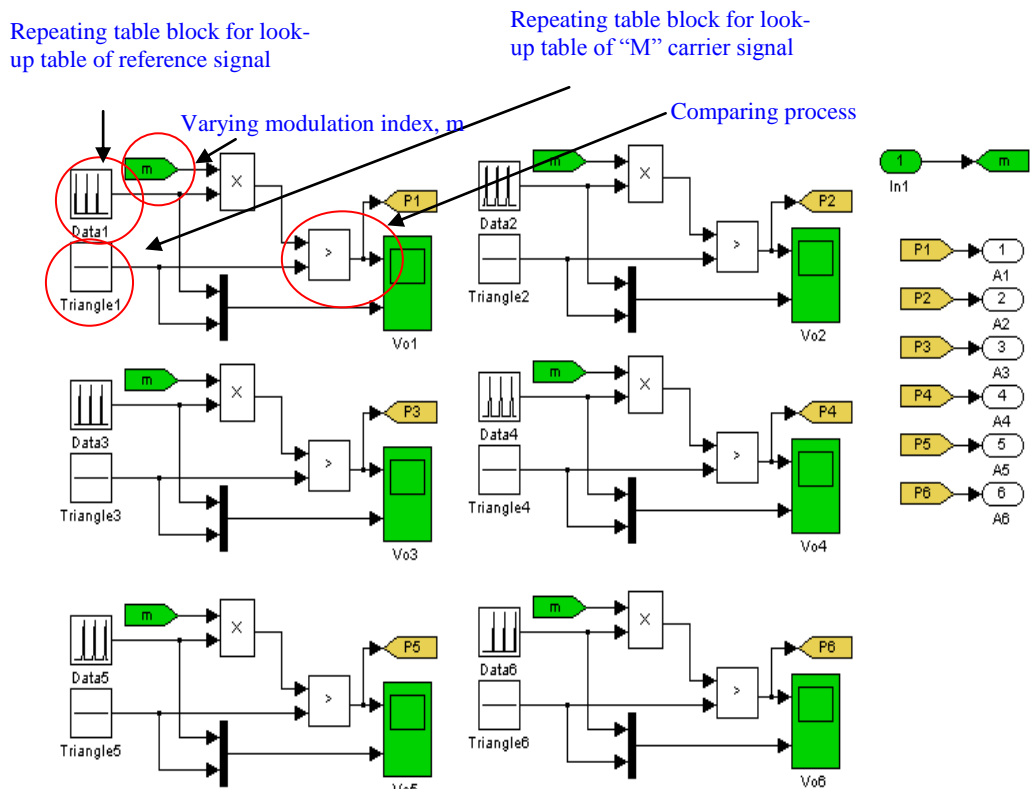 Repeating table block for look-
up table of reference signal
Repeating table block for look-
up table of “M” carrier signal
Varying modulation index, m
Comparing process
m
X
Data1
>
P1
Triangle1
Vo1
m
X
Data2
>
P2
Triangle2
Vo2
1
In1
m
P1
1
A1
P2
2
A2
P3
3
A3
P4
4
A4
P5
5
A5
P6
6
A6
m
X
Data3
>
P3
Triangle3
Vo3
m
X
Data4
>
P4
Triangle4
Vo4
m
X
Data5
>
P5
Triangle5
Vo5
m
X
Data6
>
P6
Triangle6
Vo6